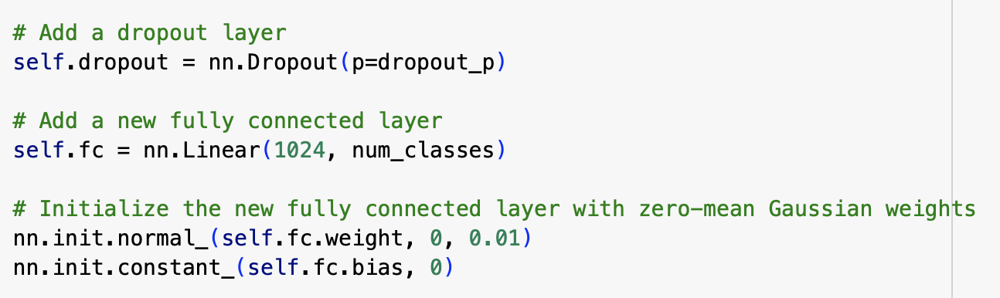 # Add a dropout layer
self.dropout = nn.Dropout(p=dropout_p)
# Add a new fully connected layer
self.fc = nn.Linear(1024, num_classes)
# Initialize the new fully connected layer with zero-mean Gaussian weights
nn.init.normal_(self.fc.weight, 0, 0.01)
nn.init.constant_(self.fc.bias, 0)